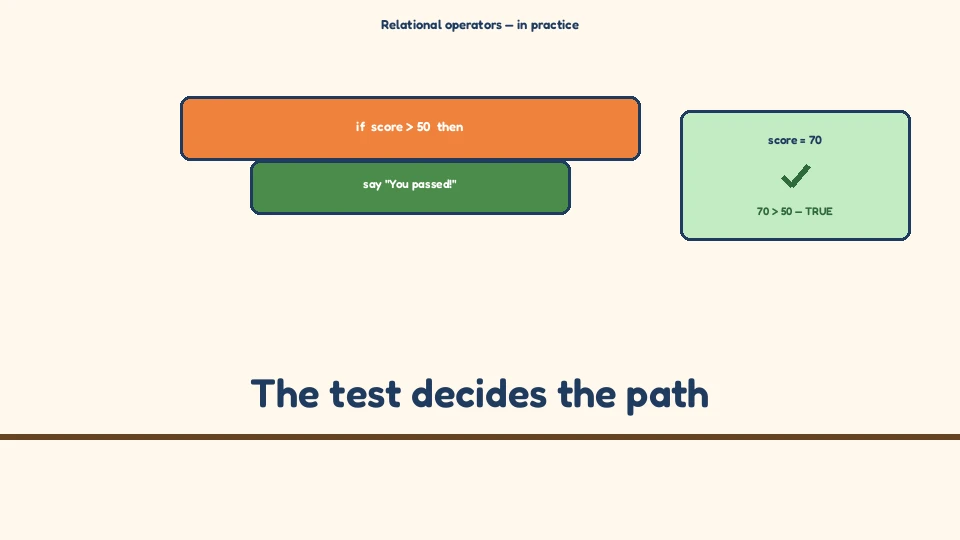 Relational operators — in practice
if score > 50 then
say "You passed!"
score = 70
70 > 50 — TRUE
The test decides the path